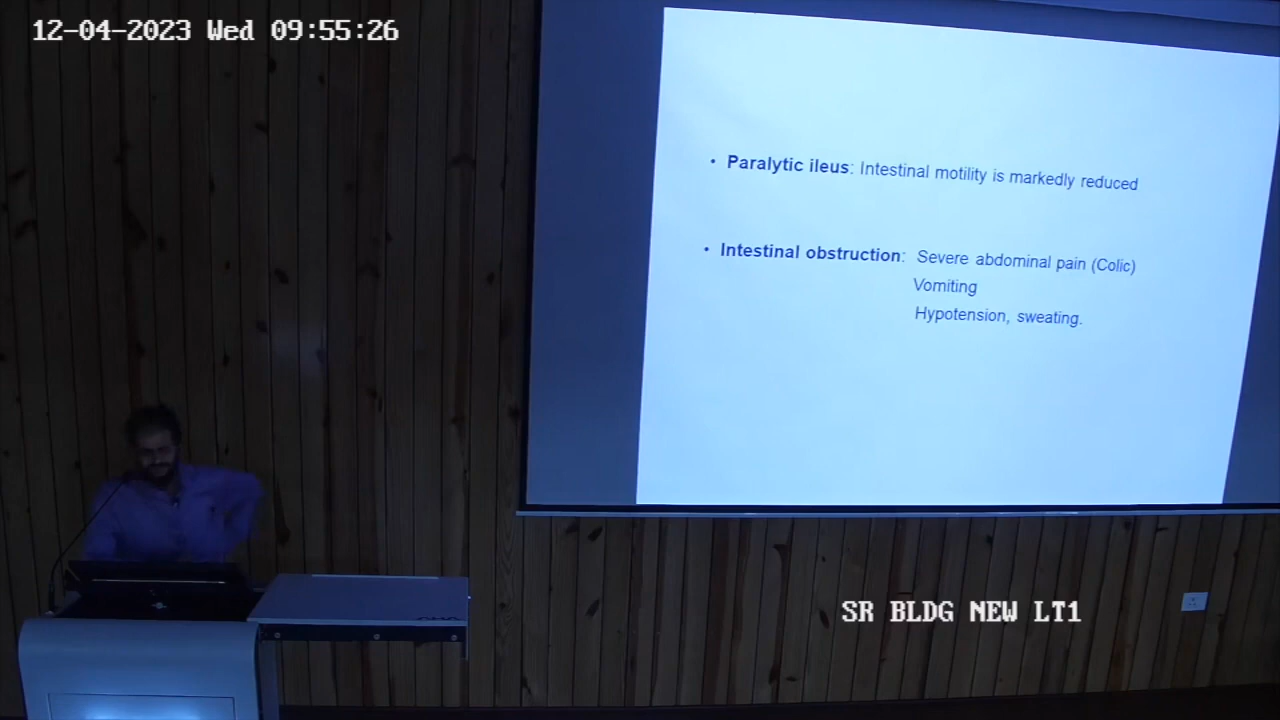 12-04-2023 Wed 09:55:26
• Paralytic ileus: Intestinal motility is markedly reduced
• Intestinal obstruction: Severe abdominal pain (Colic)
Vomiting
Hypotension, sweating.
SR BLDG NEW LT1